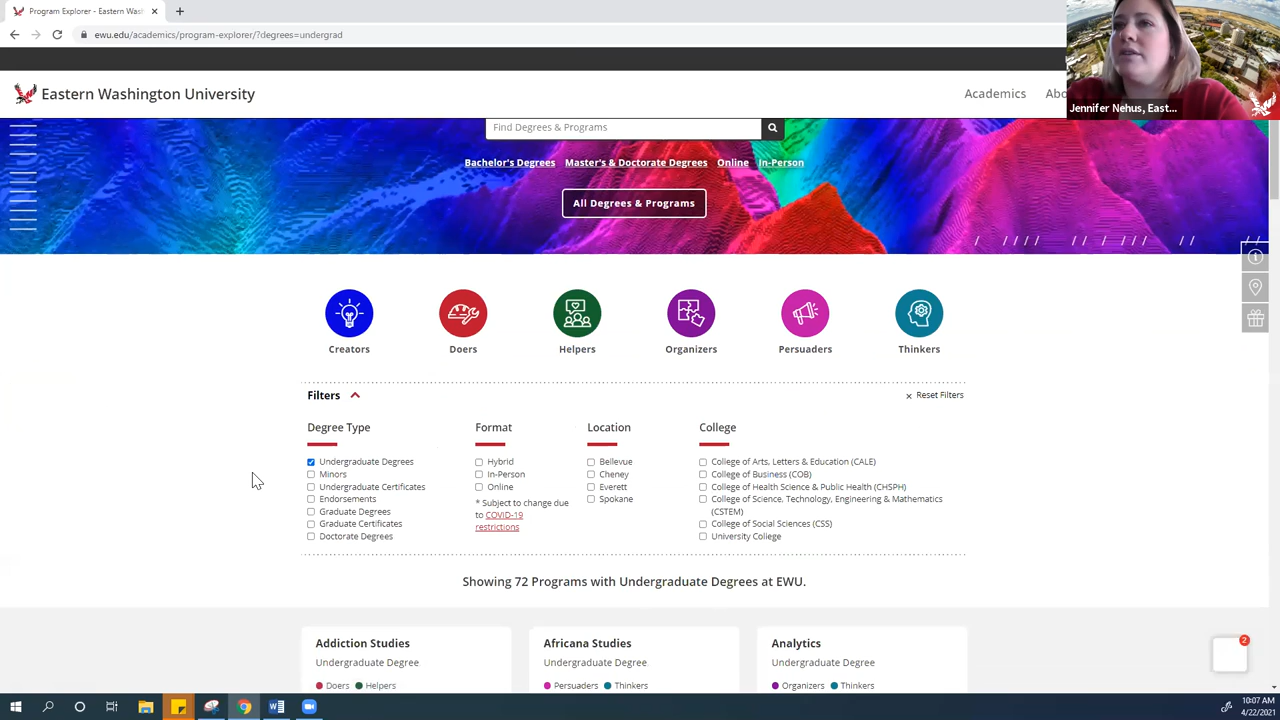 Program Explorer - Eastern Wash
ewu.edu/academics/program-explorer/?degrees=undergrad
Jennifer Nehus, East...
Eastern Washington University
Academics
Abo
Find Degrees & Programs
Bachelor's Degrees Master's & Doctorate Degrees Online In-Person
All Degrees & Programs
Creators
Doers
Helpers
Organizers
Persuaders
Thinkers
Filters
× Reset Filters
Degree Type
Undergraduate Degrees
Minors
Undergraduate Certificates
Endorsements
Graduate Degrees
Graduate Certificates
Doctorate Degrees
Format
Hybrid
In-Person
Online
* Subject to change due
to COVID-19
restrictions
Location
Bellevue
Cheney
Everett
Spokane
College
College of Arts, Letters & Education (CALE)
College of Business (COB)
College of Health Science & Public Health (CHSPH)
College of Science, Technology, Engineering & Mathematics
(CSTEM)
College of Social Sciences (CSS)
University College
Showing 72 Programs with Undergraduate Degrees at EWU.
Addiction Studies
Undergraduate Degree
Doers Helpers
Africana Studies
Undergraduate Degree
Persuaders Thinkers
Analytics
Undergraduate Degree
Organizers Thinkers
2
10:07 AM
4/22/2021